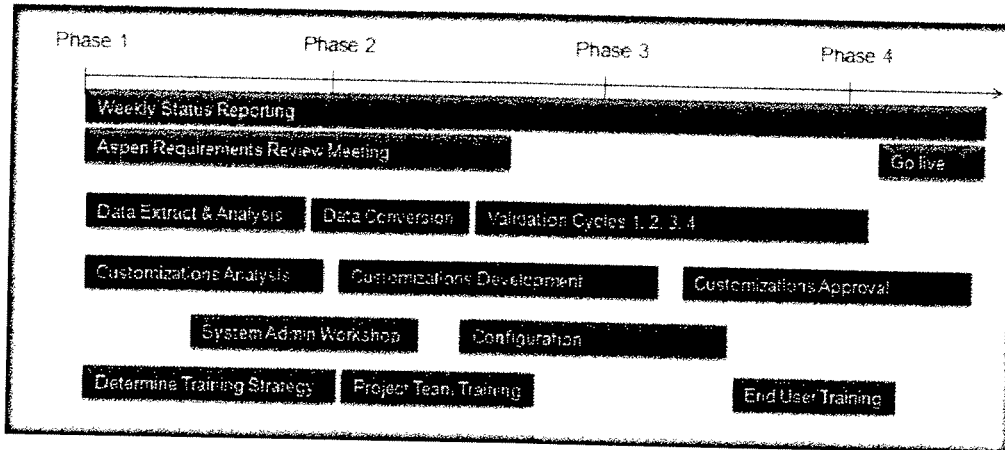 Phase 1 Phase 2 Phase 3 Phase 4
Weekly Status Reporting
Aspen Requirements Review Meeting Go live
Data Extract & Analysis Data Conversion Validation Cycles 1, 2, 3, 4
Customizations Analysis Customizations Development Customizations Approval
System Admin Workshop Configuration
Determine Training Strategy Project Team Training End User Training